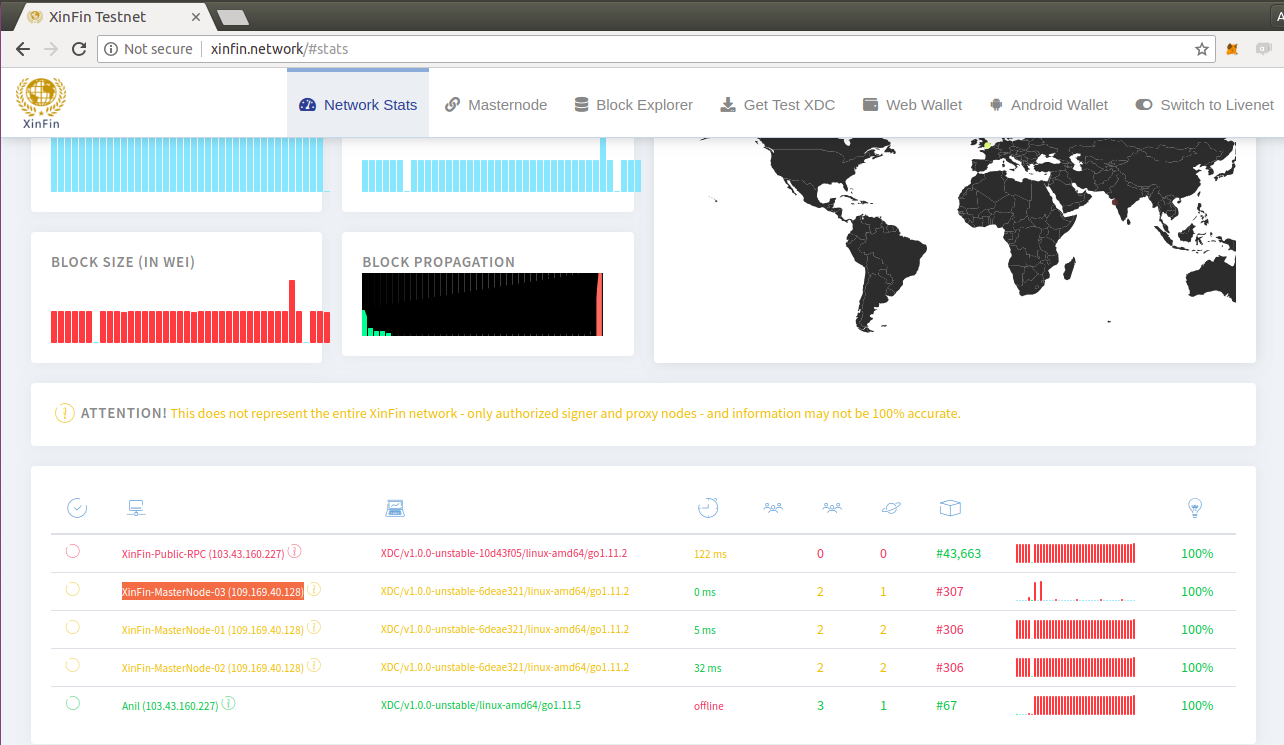 XinFin Testnet
Not secure xinfin.network/#stats
XinFin
Network Stats Masternode Block Explorer Get Test XDC Web Wallet Android Wallet Switch to Livenet
BLOCK SIZE (IN WEI)
BLOCK PROPAGATION
ATTENTION! This does not represent the entire XinFin network - only authorized signer and proxy nodes - and information may not be 100% accurate.
XinFin-Public-RPC (103.43.160.227) XDC/v1.0.0-unstable-10d43f05/linux-amd64/go1.11.2 122 ms 0 0 #43,663 100%
XinFin-MasterNode-03 (109.169.40.128) XDC/v1.0.0-unstable-6deae321/linux-amd64/go1.11.2 0 ms 2 1 #307 100%
XinFin-MasterNode-01 (109.169.40.128) XDC/v1.0.0-unstable-6deae321/linux-amd64/go1.11.2 5 ms 2 2 #306 100%
XinFin-MasterNode-02 (109.169.40.128) XDC/v1.0.0-unstable-6deae321/linux-amd64/go1.11.2 32 ms 2 2 #306 100%
Anil (103.43.160.227) XDC/v1.0.0-unstable/linux-amd64/go1.11.5 offline 3 1 #67 100%